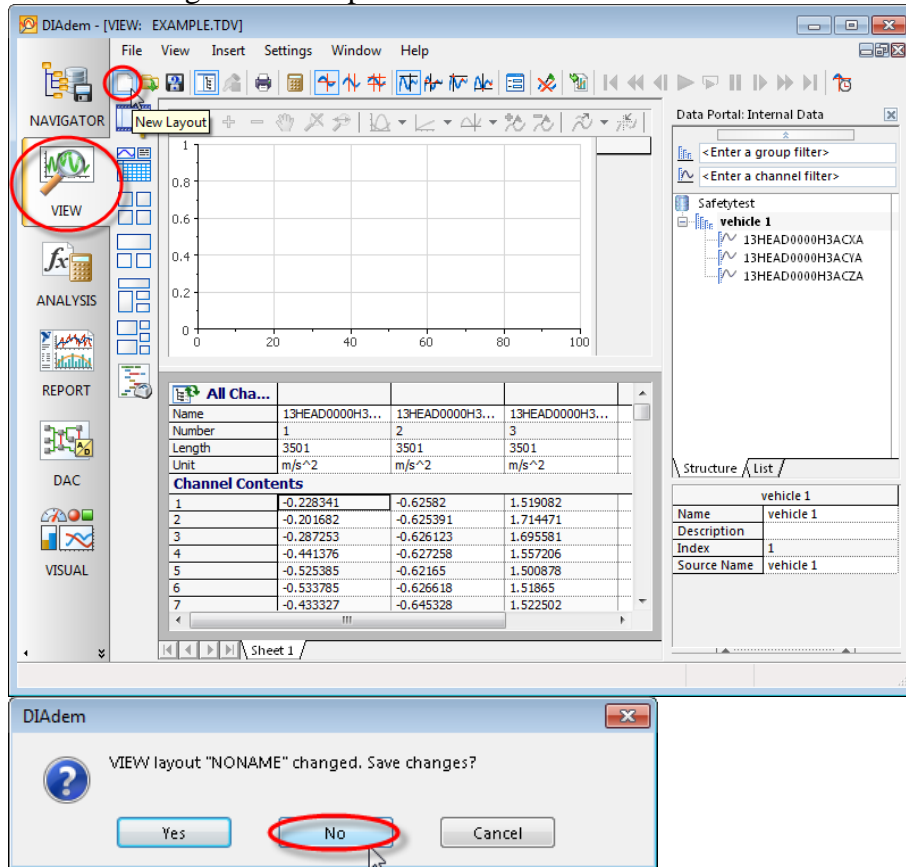 DIAdem - [VIEW: EXAMPLE.TDV]
File View Insert Settings Window Help
NAVIGATOR
New Layout
VIEW
ANALYSIS
REPORT
DAC
VISUAL
1
0.8
0.6
0.4
0.2
0
0 20 40 60 80 100
All Cha...
Name 13HEAD0000H3... 13HEAD0000H3... 13HEAD0000H3...
Number 1 2 3
Length 3501 3501 3501
Unit m/s^2 m/s^2 m/s^2
Channel Contents
1 -0.228341 -0.62582 1.519082
2 -0.201682 -0.625391 1.714471
3 -0.287253 -0.626123 1.695581
4 -0.441376 -0.627258 1.557206
5 -0.525385 -0.62165 1.500878
6 -0.533785 -0.626618 1.51865
7 -0.433327 -0.645328 1.522502
Sheet 1
Data Portal: Internal Data
<Enter a group filter>
<Enter a channel filter>
Safetytest
vehicle 1
13HEAD0000H3ACXA
13HEAD0000H3ACYA
13HEAD0000H3ACZA
Structure List
vehicle 1
Name vehicle 1
Description
Index 1
Source Name vehicle 1
DIAdem
VIEW layout "NONAME" changed. Save changes?
Yes No Cancel